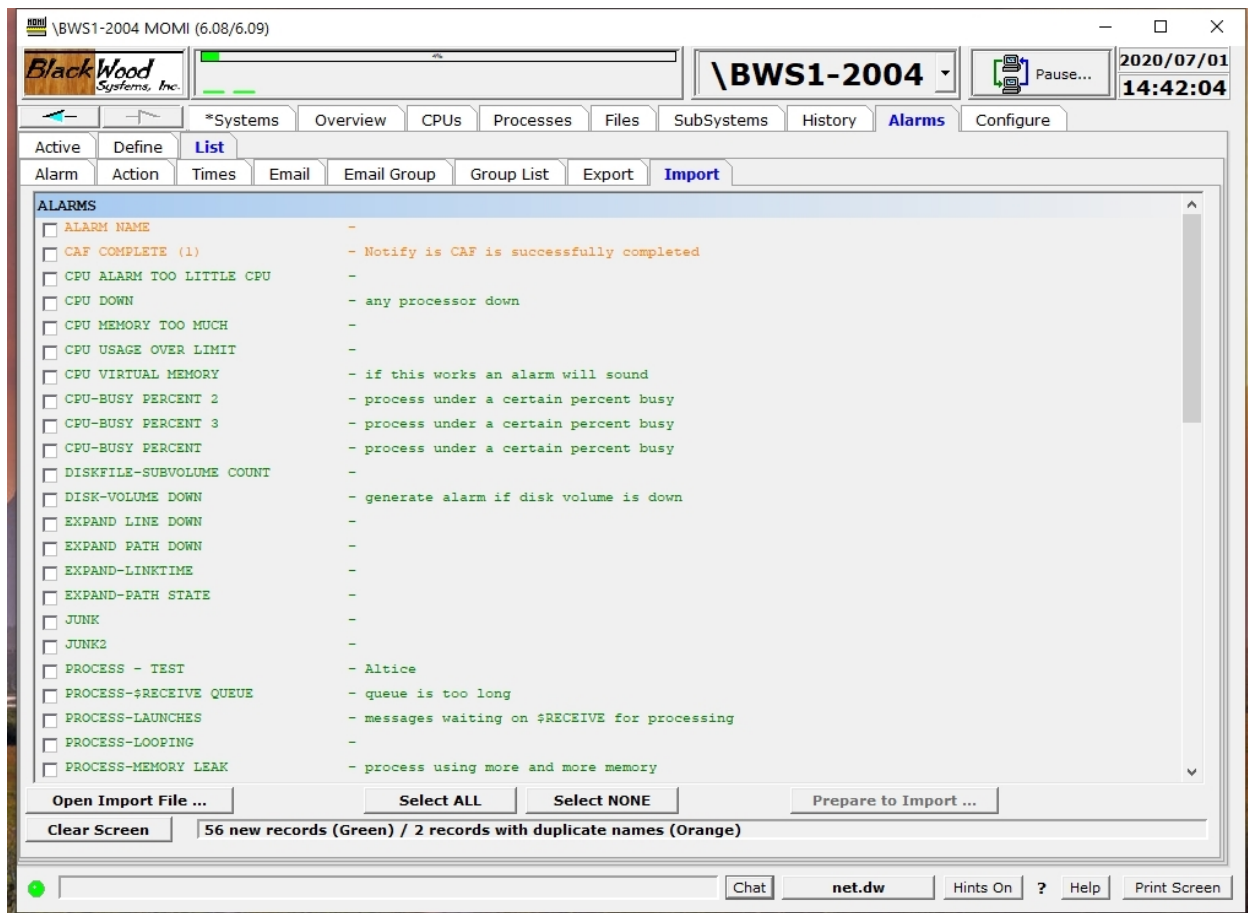 \BWS1-2004 MOMI (6.08/6.09)
BlackWood Systems, Inc.
4%
\BWS1-2004
Pause...
2020/07/01
14:42:04
*Systems Overview CPUs Processes Files SubSystems History Alarms Configure
Active Define List
Alarm Action Times Email Email Group Group List Export Import
ALARMS
ALARM NAME -
CAF COMPLETE (1) - Notify is CAF is successfully completed
CPU ALARM TOO LITTLE CPU -
CPU DOWN - any processor down
CPU MEMORY TOO MUCH -
CPU USAGE OVER LIMIT -
CPU VIRTUAL MEMORY - if this works an alarm will sound
CPU-BUSY PERCENT 2 - process under a certain percent busy
CPU-BUSY PERCENT 3 - process under a certain percent busy
CPU-BUSY PERCENT - process under a certain percent busy
DISKFILE-SUBVOLUME COUNT -
DISK-VOLUME DOWN - generate alarm if disk volume is down
EXPAND LINE DOWN -
EXPAND PATH DOWN -
EXPAND-LINKTIME -
EXPAND-PATH STATE -
JUNK -
JUNK2 -
PROCESS - TEST - Altice
PROCESS-$RECEIVE QUEUE - queue is too long
PROCESS-LAUNCHES - messages waiting on $RECEIVE for processing
PROCESS-LOOPING -
PROCESS-MEMORY LEAK - process using more and more memory
Open Import File ... Select ALL Select NONE Prepare to Import ...
Clear Screen 56 new records (Green) / 2 records with duplicate names (Orange)
Chat net.dw Hints On ? Help Print Screen